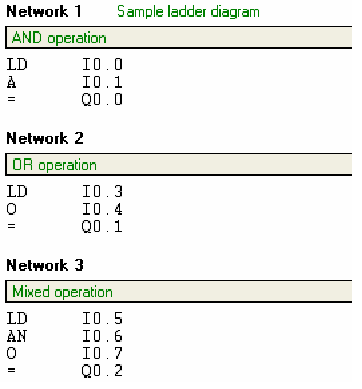 Network 1 Sample ladder diagram
AND operation
LD I0.0
A I0.1
= Q0.0
Network 2
OR operation
LD I0.3
O I0.4
= Q0.1
Network 3
Mixed operation
LD I0.5
AN I0.6
O I0.7
= Q0.2